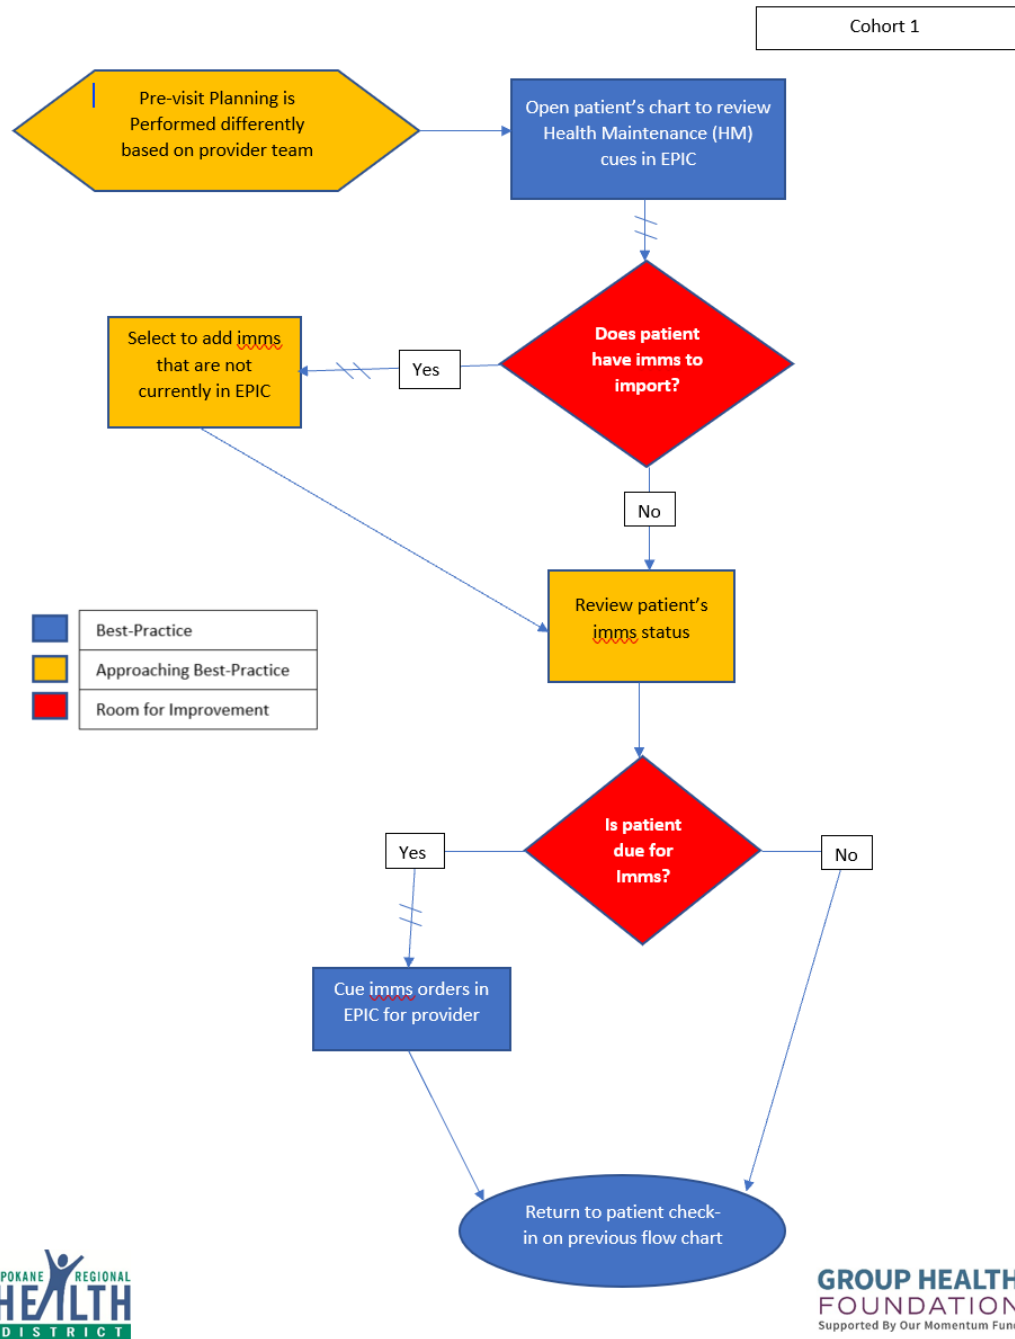 Cohort 1
Pre-visit Planning is
Performed differently
based on provider team
Open patient's chart to review
Health Maintenance (HM)
cues in EPIC
Does patient
have imms to
import?
Yes
Select to add imms
that are not
currently in EPIC
No
Review patient's
imms status
Best-Practice
Approaching Best-Practice
Room for Improvement
Is patient
due for
Imms?
Yes
No
Cue imms orders in
EPIC for provider
Return to patient check-
in on previous flow chart
POKANE REGIONAL
HEALTH
DISTRICT
GROUP HEALTH
FOUNDATION
Supported By Our Momentum Fund